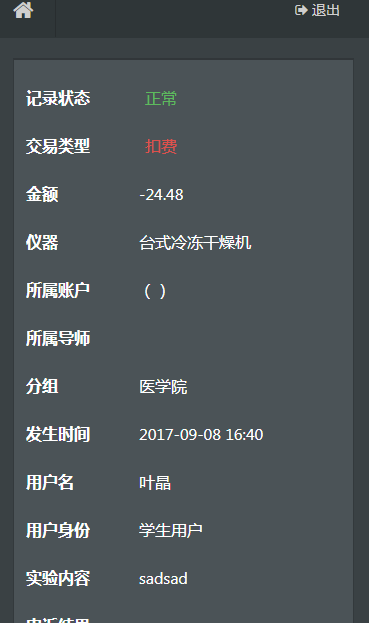 退出
记录状态 正常
交易类型 扣费
金额 -24.48
仪器 台式冷冻干燥机
所属账户 ( )
所属导师
分组 医学院
发生时间 2017-09-08 16:40
用户名 叶晶
用户身份 学生用户
实验内容 sadsad